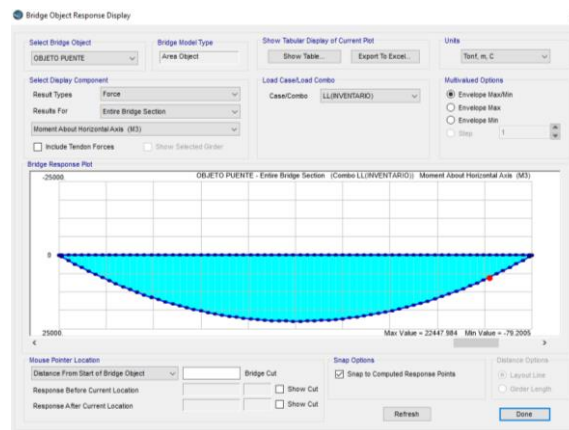 Bridge Object Response Display
Select Bridge Object
OBJETO PUENTE
Bridge Model Type
Area Object
Show Tabular Display of Current Plot
Show Table...
Export To Excel...
Units
Tonf, m, C
Select Display Component
Result Types
Force
Results For
Entire Bridge Section
Moment About Horizontal Axis (M3)
Include Tendon Forces
Show Selected Girder
Load Case/Load Combo
Case/Combo
LL(INVENTARIO)
Multivalued Options
Envelope Max/Min
Envelope Max
Envelope Min
Step
1
Bridge Response Plot
-25000.
OBJETO PUENTE - Entire Bridge Section (Combo LL(INVENTARIO)) Moment About Horizontal Axis (M3)
0
25000.
Max Value = 22447.984 Min Value = -79.2005
Mouse Pointer Location
Distance From Start of Bridge Object
Bridge Cut
Response Before Current Location
Show Cut
Response After Current Location
Show Cut
Snap Options
Snap to Computed Response Points
Distance Options
Layout Line
Girder Length
Refresh
Done